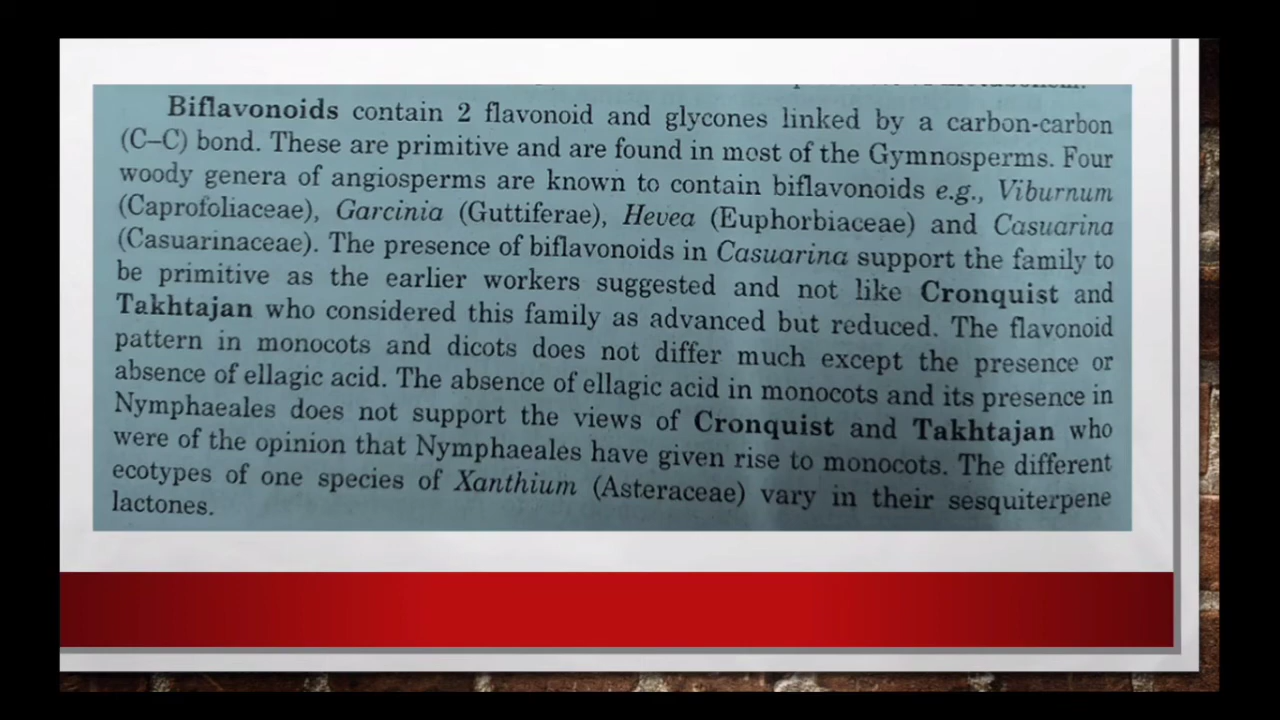 Biflavonoids contain 2 flavonoid and glycones linked by a carbon-carbon
(C–C) bond. These are primitive and are found in most of the Gymnosperms. Four
woody genera of angiosperms are known to contain biflavonoids e.g., Viburnum
(Caprofoliaceae), Garcinia (Guttiferae), Hevea (Euphorbiaceae) and Casuarina
(Casuarinaceae). The presence of biflavonoids in Casuarina support the family to
be primitive as the earlier workers suggested and not like Cronquist and
Takhtajan who considered this family as advanced but reduced. The flavonoid
pattern in monocots and dicots does not differ much except the presence or
absence of ellagic acid. The absence of ellagic acid in monocots and its presence in
Nymphaeales does not support the views of Cronquist and Takhtajan who
were of the opinion that Nymphaeales have given rise to monocots. The different
ecotypes of one species of Xanthium (Asteraceae) vary in their sesquiterpene
lactones.